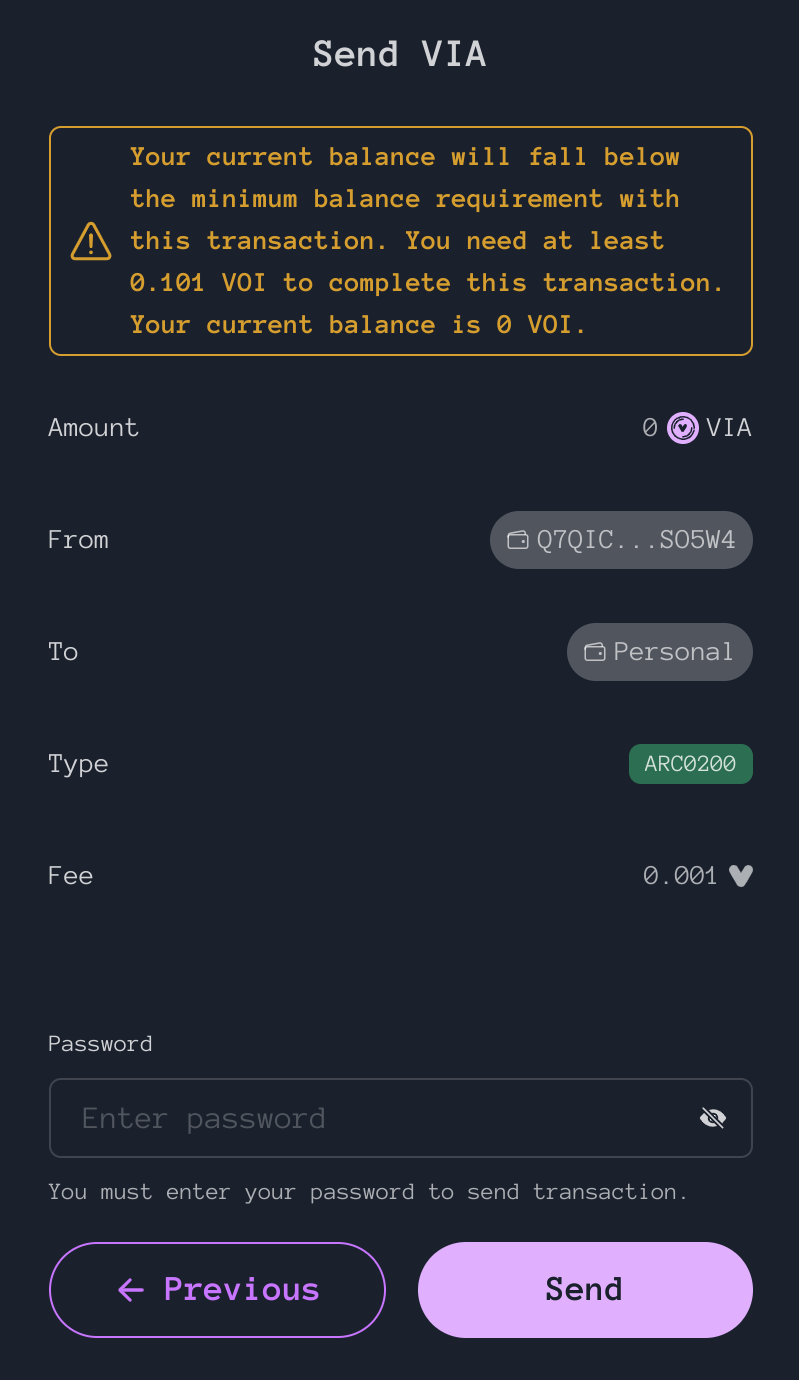 Send VIA
Your current balance will fall below
the minimum balance requirement with
this transaction. You need at least
0.101 VOI to complete this transaction.
Your current balance is 0 VOI.
Amount
0 VIA
From
Q7QIC...SO5W4
To
Personal
Type
ARC0200
Fee
0.001
Password
Enter password
You must enter your password to send transaction.
← Previous
Send